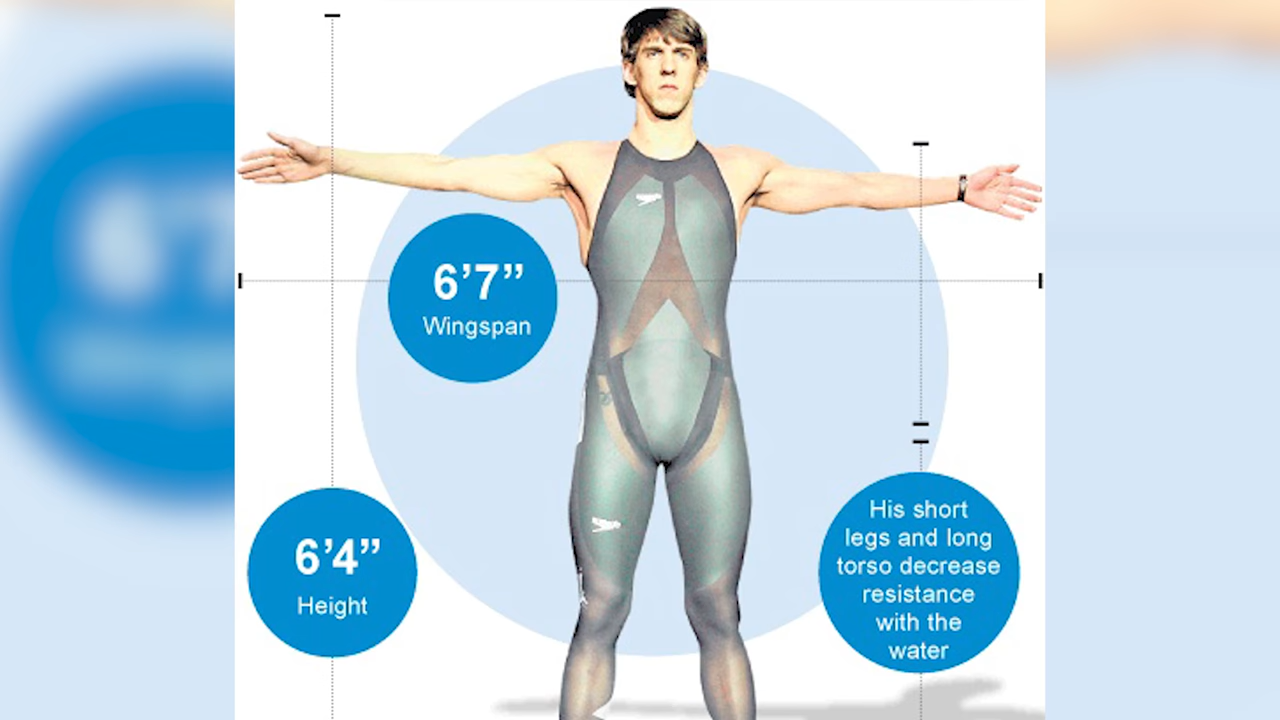 6’7”
Wingspan
6’4”
Height
His short
legs and long
torso decrease
resistance
with the
water